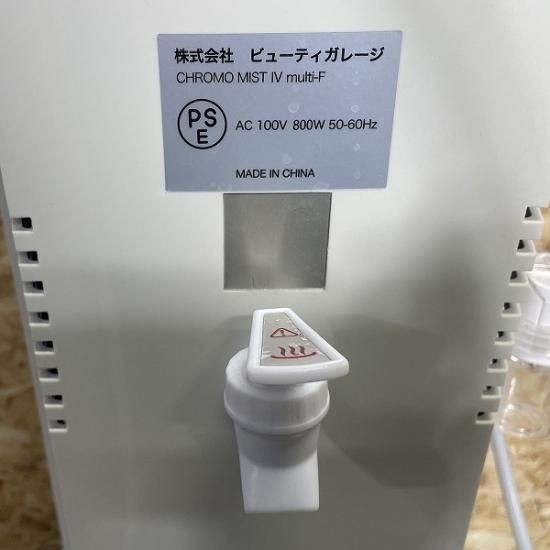 株式会社 ビューティガレージ
CHROMO MIST IV multi-F
PS
E
AC 100V 800W 50-60Hz
MADE IN CHINA